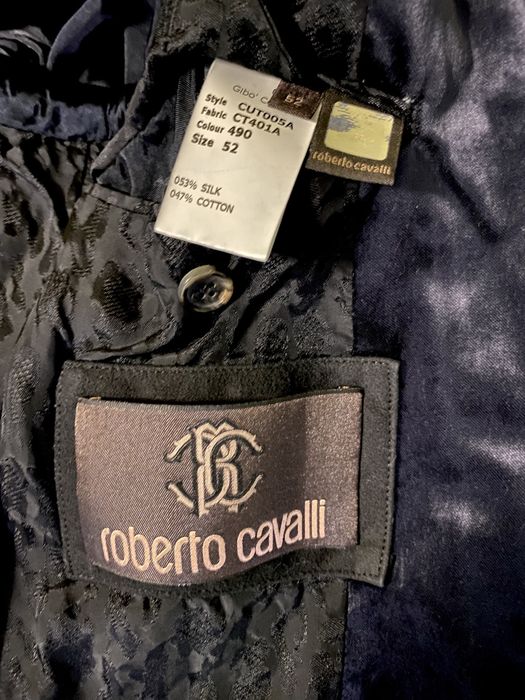 Gibo' C
52
Style CUT005A
Fabric CT401A
Colour 490
Size 52
053% SILK
047% COTTON
roberto cavalli
RC
roberto cavalli